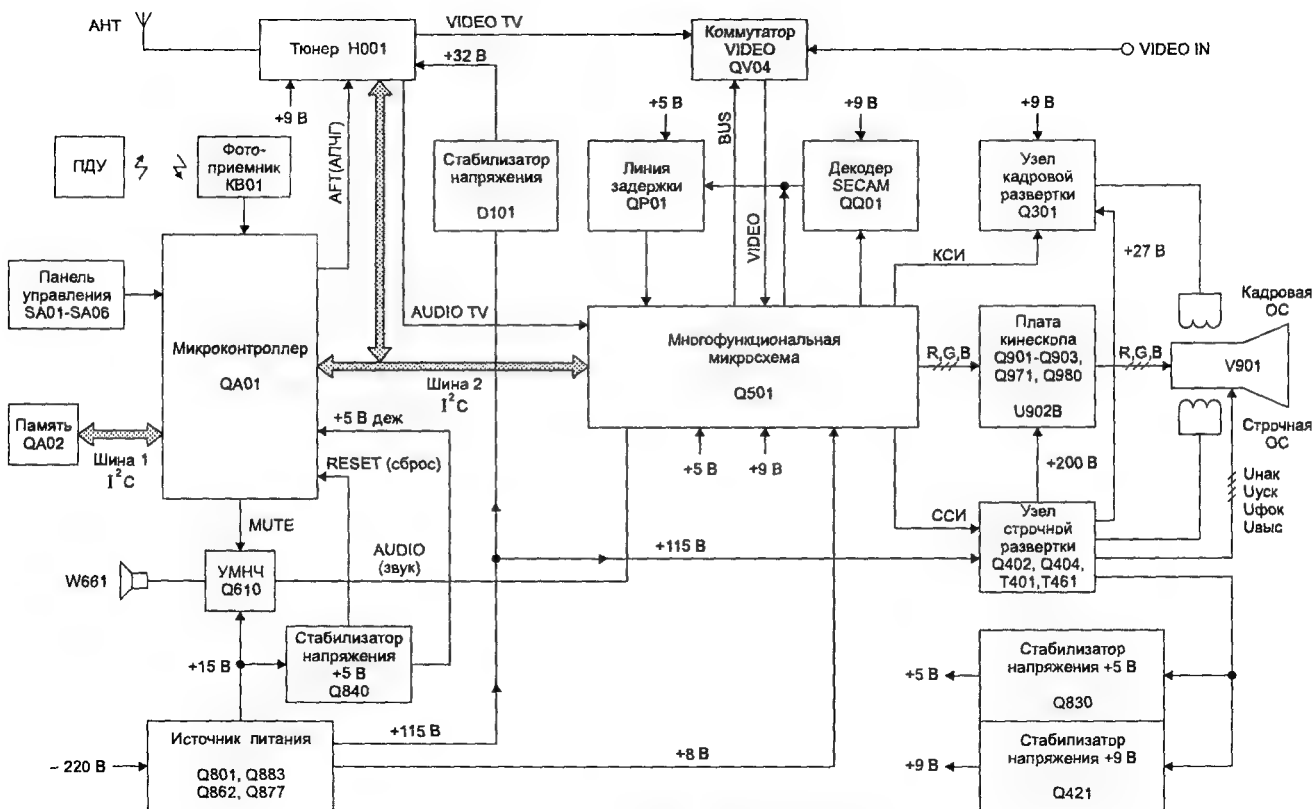 АНТ
Тюнер H001
VIDEO TV
Коммутатор
VIDEO
QV04
VIDEO IN
+32 В
+9 В
ПДУ
Фото-
приемник
КВ01
AFT(АПЧГ)
Стабилизатор
напряжения
D101
+5 В
Линия
задержки
QP01
BUS
VIDEO
+9 В
Декодер
SECAM
QQ01
+9 В
Узел
кадровой
развертки
Q301
КСИ
+27 В
Панель
управления
SA01-SA06
Микроконтроллер
QA01
AUDIO TV
Шина 2
I²C
Многофункциональная
микросхема
Q501
R,G,B
Плата
кинескопа
Q901-Q903,
Q971, Q980
U902B
R,G,B
Кадровая
ОС
V901
Строчная
ОС
Память
QA02
Шина 1
I²C
+5 В деж
RESET (сброс)
+5 В
+9 В
+200 В
Uнак
Uуск
Uфок
Uвыс
MUTE
ССИ
Узел
строчной
развертки
Q402, Q404,
T401,T461
+115 В
AUDIO
(звук)
W661
УМНЧ
Q610
+15 В
Стабилизатор
напряжения
+5 В
Q840
Стабилизатор
напряжения +5 В
Q830
+5 В
~ 220 В
Источник питания
Q801, Q883
Q862, Q877
+115 В
+8 В
Стабилизатор
напряжения +9 В
Q421
+9 В